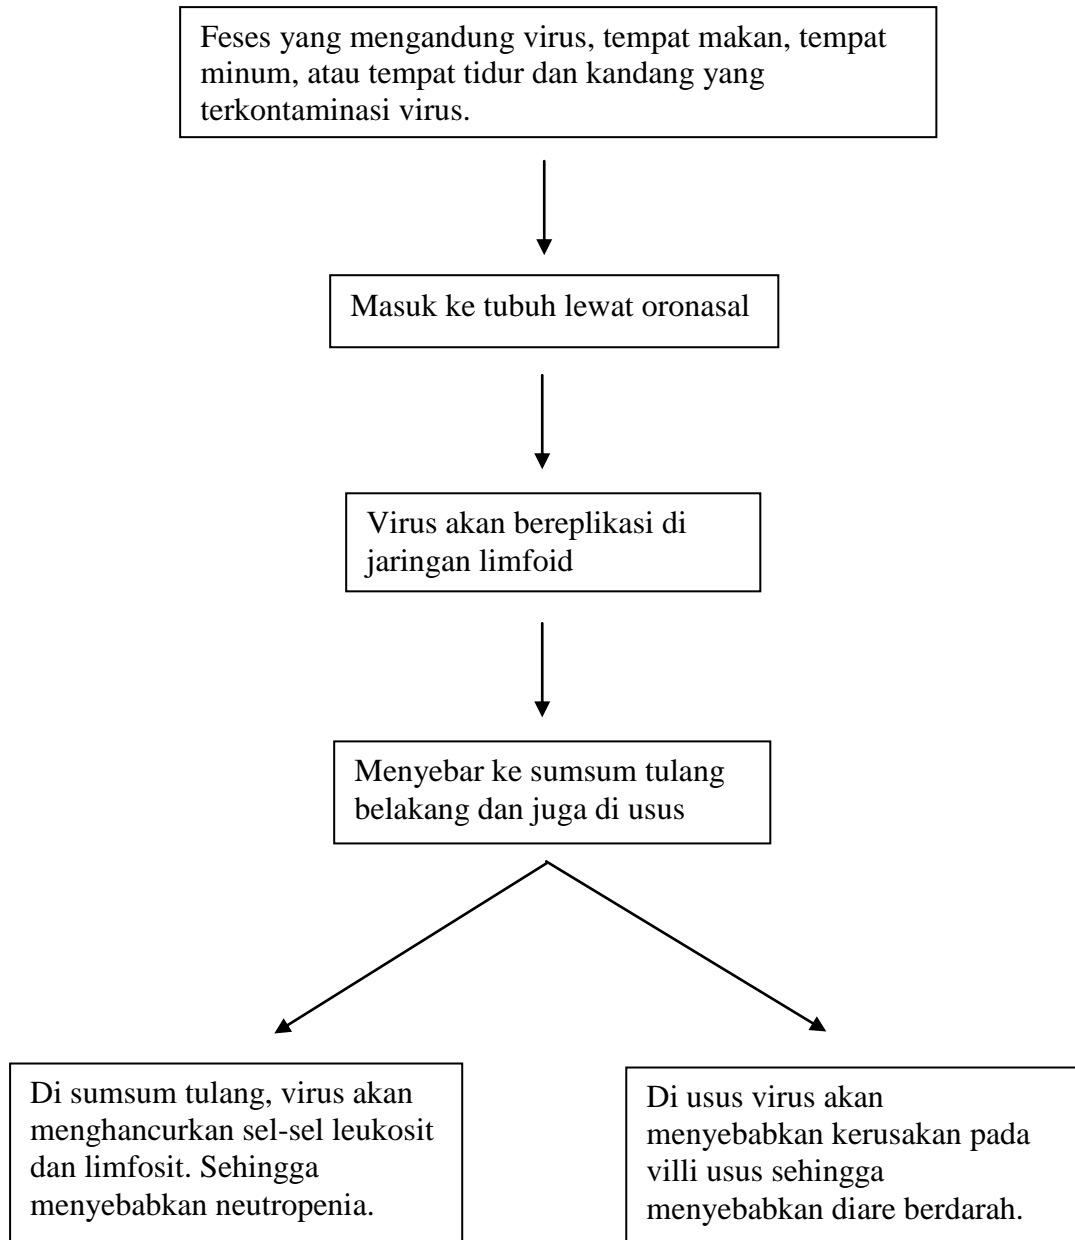 Feses yang mengandung virus, tempat makan, tempat
minum, atau tempat tidur dan kandang yang
terkontaminasi virus.
Masuk ke tubuh lewat oronasal
Virus akan bereplikasi di
jaringan limfoid
Menyebar ke sumsum tulang
belakang dan juga di usus
Di sumsum tulang, virus akan
menghancurkan sel-sel leukosit
dan limfosit. Sehingga
menyebabkan neutropenia.
Di usus virus akan
menyebabkan kerusakan pada
villi usus sehingga
menyebabkan diare berdarah.